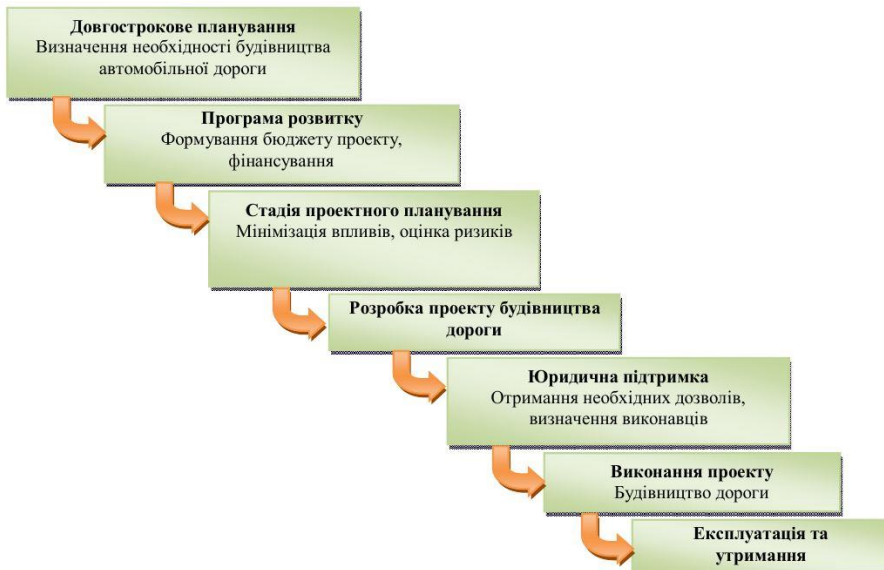 Довгострокове планування
Визначення необхідності будівництва
автомобільної дороги
Програма розвитку
Формування бюджету проекту,
фінансування
Стадія проектного планування
Мінімізація впливів, оцінка ризиків
Розробка проекту будівництва
дороги
Юридична підтримка
Отримання необхідних дозволів,
визначення виконавців
Виконання проекту
Будівництво дороги
Експлуатація та
утримання